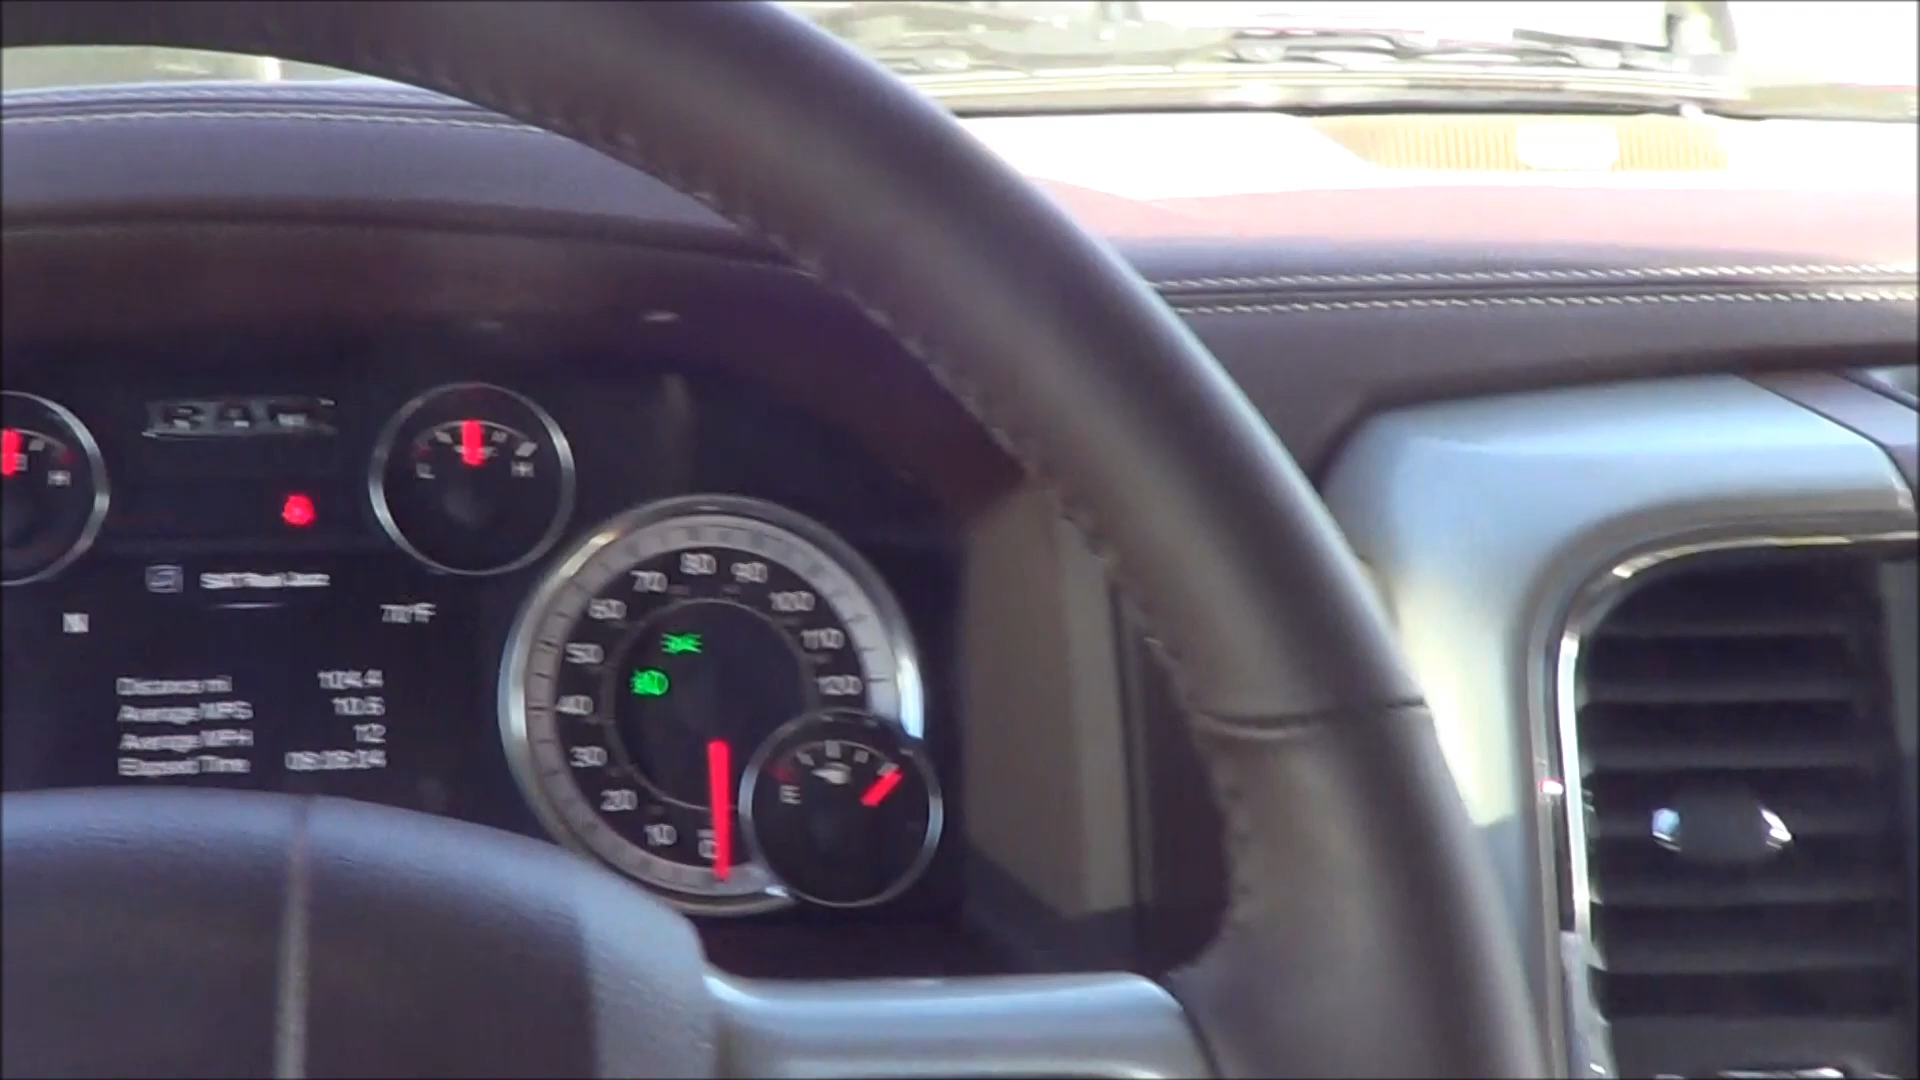 RAM
H
L H
N
Distance mi 104.4
Average MPG 10.5
Average MPH 12
Elapsed Time
80
70 90
60 100
50 110
40 120
30
20
10
0
E